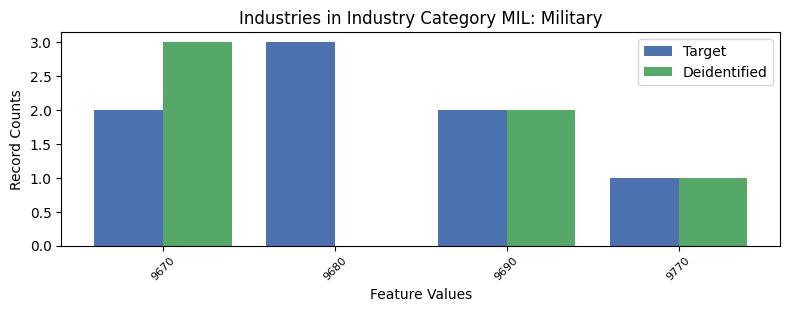 Industries in Industry Category MIL: Military
Target
Deidentified
Record Counts
3.0
2.5
2.0
1.5
1.0
0.5
0.0
9670
9680
9690
9770
Feature Values